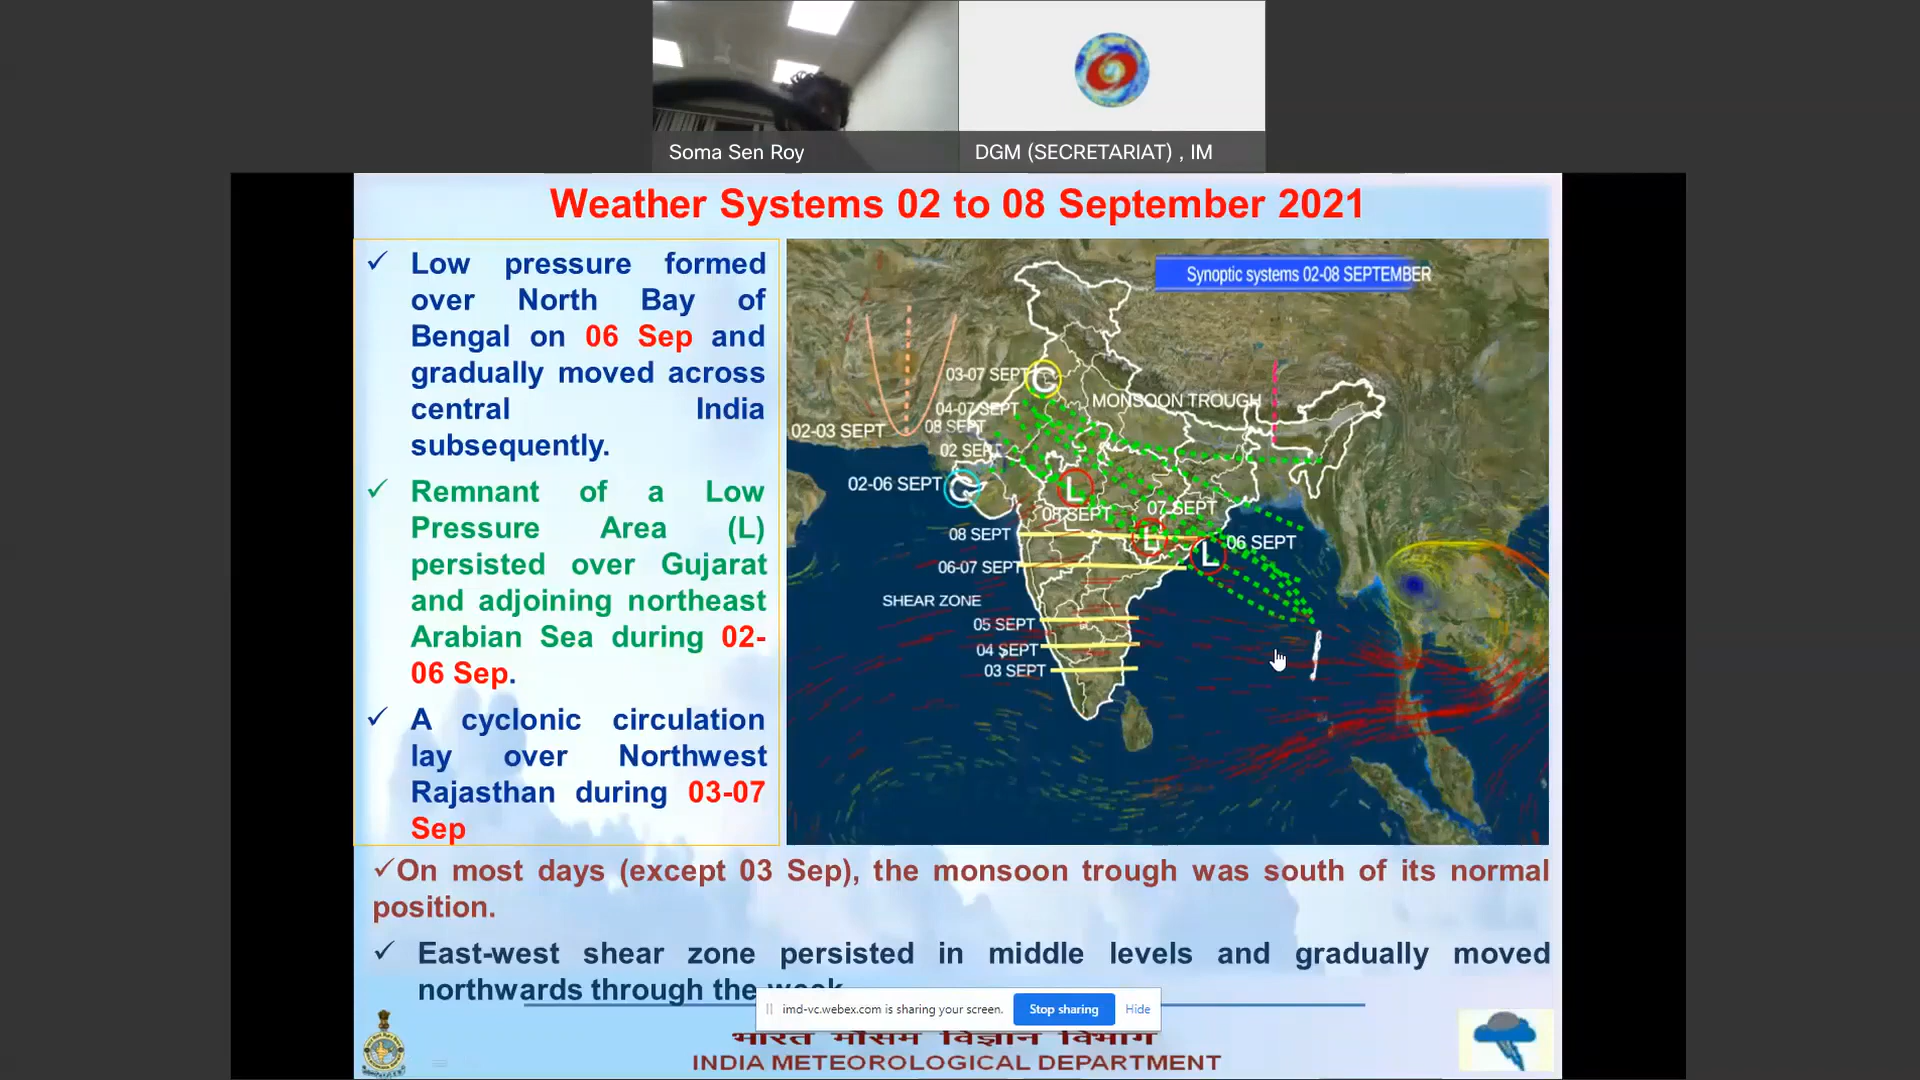 Soma Sen Roy
DGM (SECRETARIAT) , IM
Weather Systems 02 to 08 September 2021
✓ Low pressure formed
over North Bay of
Bengal on 06 Sep and
gradually moved across
central India
subsequently.
✓ Remnant of a Low
Pressure Area (L)
persisted over Gujarat
and adjoining northeast
Arabian Sea during 02-
06 Sep.
✓ A cyclonic circulation
lay over Northwest
Rajasthan during 03-07
Sep
Synoptic systems 02-08 SEPTEMBER
03-07 SEPT
C
MONSOON TROUGH
04-07 SEPT
08 SEPT
02-03 SEPT
02 SEPT
02-06 SEPT
C
L
08 SEPT
07 SEPT
08 SEPT
L
06 SEPT
L
06-07 SEPT
SHEAR ZONE
05 SEPT
04 SEPT
03 SEPT
✓On most days (except 03 Sep), the monsoon trough was south of its normal
position.
✓ East-west shear zone persisted in middle levels and gradually moved
northwards through the week
imd-vc.webex.com is sharing your screen.
Stop sharing
Hide
भारत मौसम विज्ञान विभाग
INDIA METEOROLOGICAL DEPARTMENT